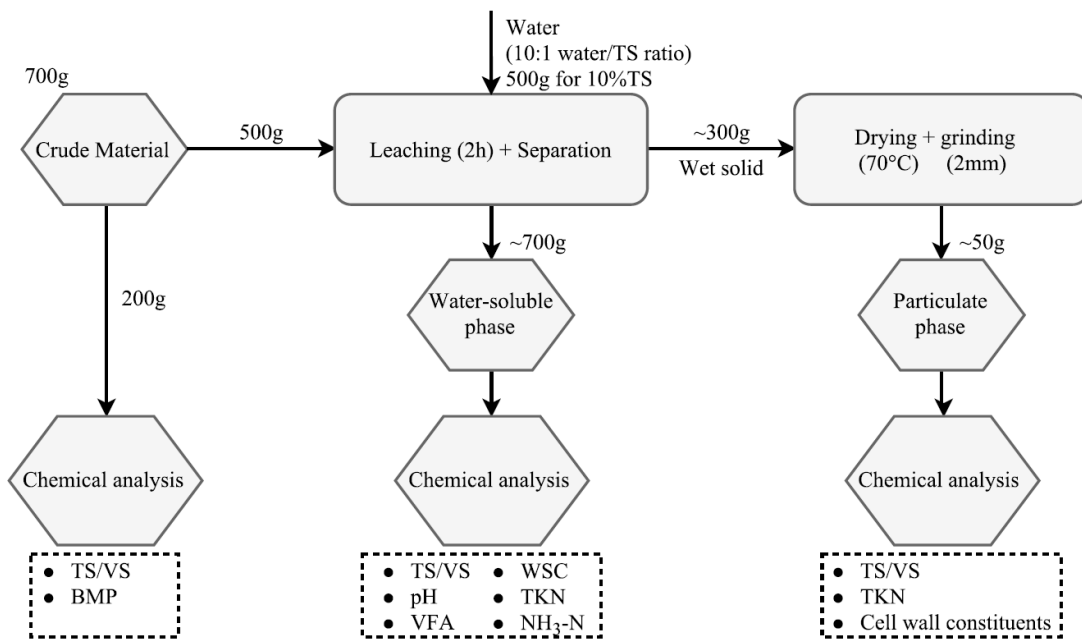 Water
(10:1 water/TS ratio)
500g for 10%TS
700g
Crude Material
500g
Leaching (2h) + Separation
~300g
Wet solid
Drying + grinding
(70°C) (2mm)
200g
~700g
Water-soluble
phase
~50g
Particulate
phase
Chemical analysis
● TS/VS
● BMP
Chemical analysis
● TS/VS ● WSC
● pH ● TKN
● VFA ● NH₃-N
Chemical analysis
● TS/VS
● TKN
● Cell wall constituents